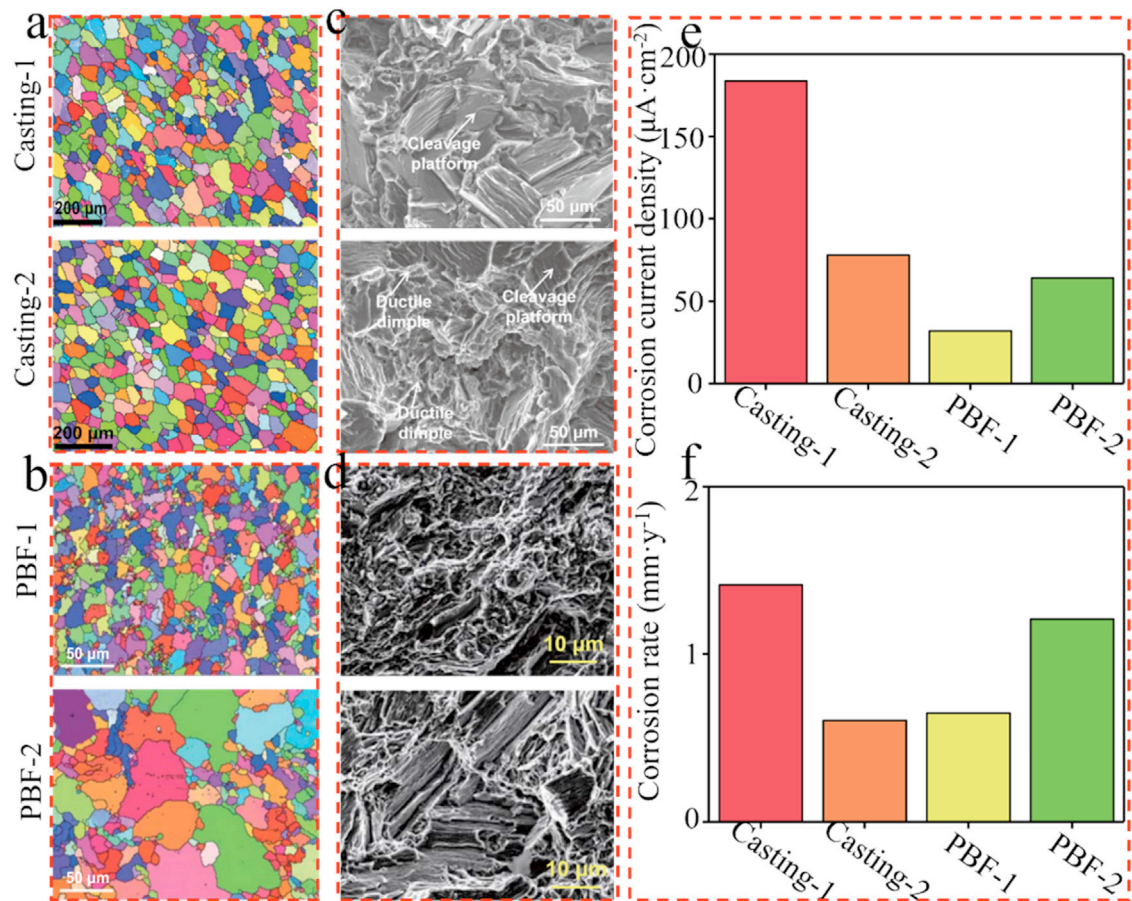 a
Casting-1
200 µm
Casting-2
200 µm
b
PBF-1
50 µm
PBF-2
50 µm
c
Cleavage
platform
50 µm
Ductile
dimple
Cleavage
platform
Ductile
dimple
50 µm
d
10 µm
10 µm
e
Corrosion current density (µA·cm⁻²)
200
150
100
50
0
Casting-1
Casting-2
PBF-1
PBF-2
f
Corrosion rate (mm·y⁻¹)
2
1
0
Casting-1
Casting-2
PBF-1
PBF-2